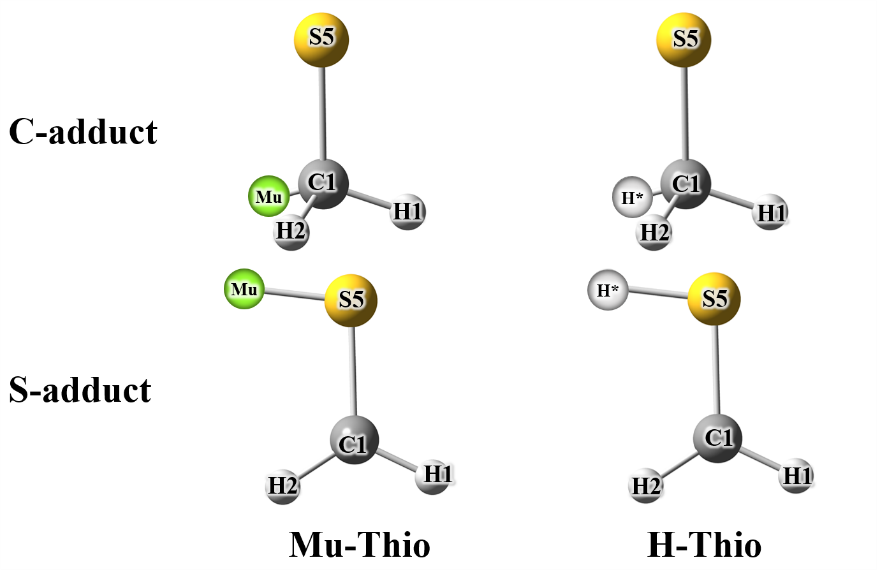 S5 S5
C-adduct
Mu C1 H1 H* C1 H1
H2 H2
Mu S5 H* S5
S-adduct
C1 C1
H2 H1 H2 H1
Mu-Thio H-Thio